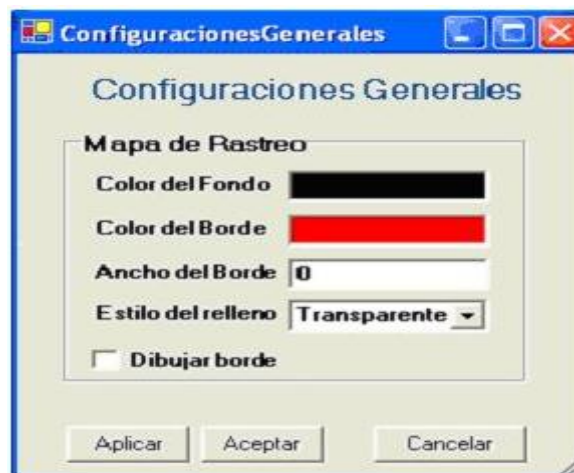 ConfiguracionesGenerales
Configuraciones Generales
Mapa de Rastreo
Color del Fondo
Color del Borde
Ancho del Borde 0
Estilo del relleno Transparente
Dibujar borde
Aplicar Aceptar Cancelar